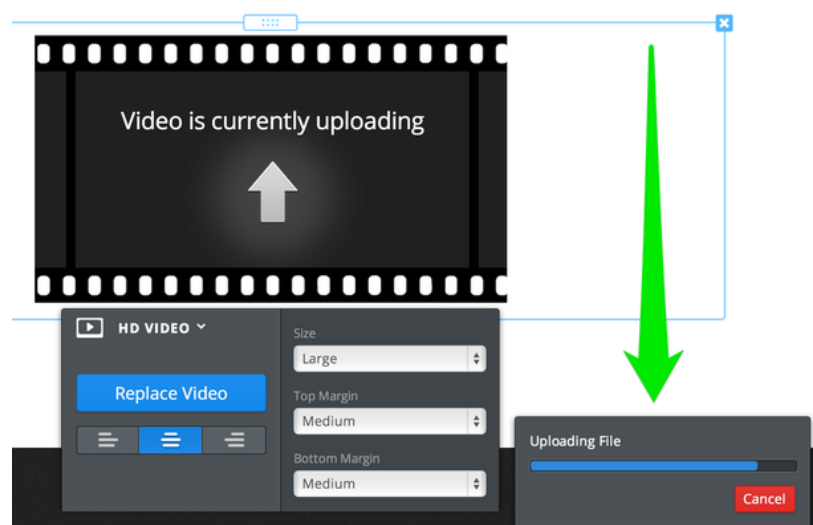 Video is currently uploading
HD VIDEO
Replace Video
Size
Large
Top Margin
Medium
Bottom Margin
Medium
Uploading File
Cancel